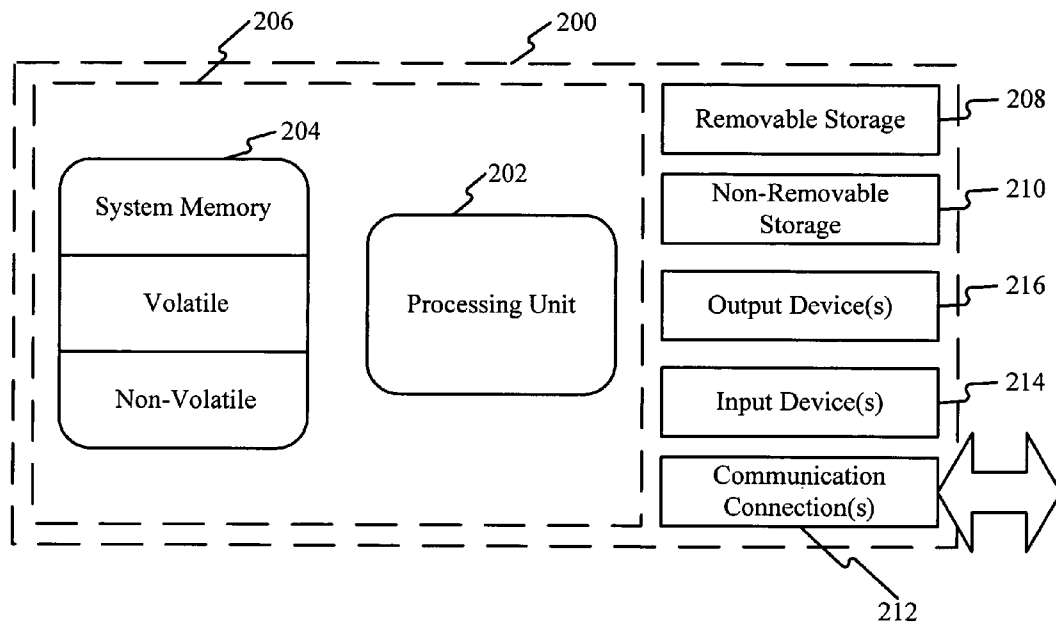 206
200
204
System Memory
Volatile
Non-Volatile
202
Processing Unit
Removable Storage
208
Non-Removable
Storage
210
Output Device(s)
216
Input Device(s)
214
Communication
Connection(s)
212